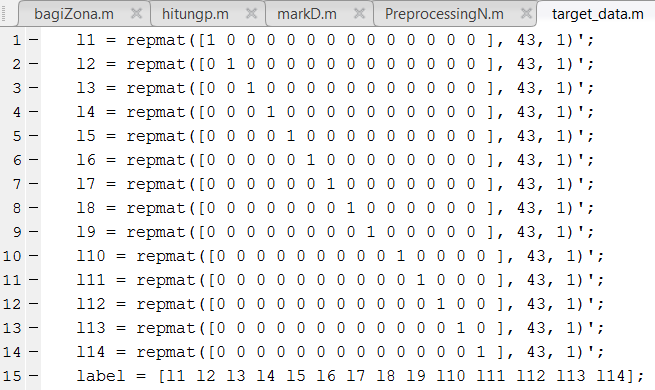 bagiZona.m hitungp.m markD.m PreprocessingN.m target_data.m
1 – l1 = repmat([1 0 0 0 0 0 0 0 0 0 0 0 0 0 ], 43, 1)';
2 – l2 = repmat([0 1 0 0 0 0 0 0 0 0 0 0 0 0 ], 43, 1)';
3 – l3 = repmat([0 0 1 0 0 0 0 0 0 0 0 0 0 0 ], 43, 1)';
4 – l4 = repmat([0 0 0 1 0 0 0 0 0 0 0 0 0 0 ], 43, 1)';
5 – l5 = repmat([0 0 0 0 1 0 0 0 0 0 0 0 0 0 ], 43, 1)';
6 – l6 = repmat([0 0 0 0 0 1 0 0 0 0 0 0 0 0 ], 43, 1)';
7 – l7 = repmat([0 0 0 0 0 0 1 0 0 0 0 0 0 0 ], 43, 1)';
8 – l8 = repmat([0 0 0 0 0 0 0 1 0 0 0 0 0 0 ], 43, 1)';
9 – l9 = repmat([0 0 0 0 0 0 0 0 1 0 0 0 0 0 ], 43, 1)';
10 – l10 = repmat([0 0 0 0 0 0 0 0 0 1 0 0 0 0 ], 43, 1)';
11 – l11 = repmat([0 0 0 0 0 0 0 0 0 0 1 0 0 0 ], 43, 1)';
12 – l12 = repmat([0 0 0 0 0 0 0 0 0 0 0 1 0 0 ], 43, 1)';
13 – l13 = repmat([0 0 0 0 0 0 0 0 0 0 0 0 1 0 ], 43, 1)';
14 – l14 = repmat([0 0 0 0 0 0 0 0 0 0 0 0 0 1 ], 43, 1)';
15 – label = [l1 l2 l3 l4 l5 l6 l7 l8 l9 l10 l11 l12 l13 l14];